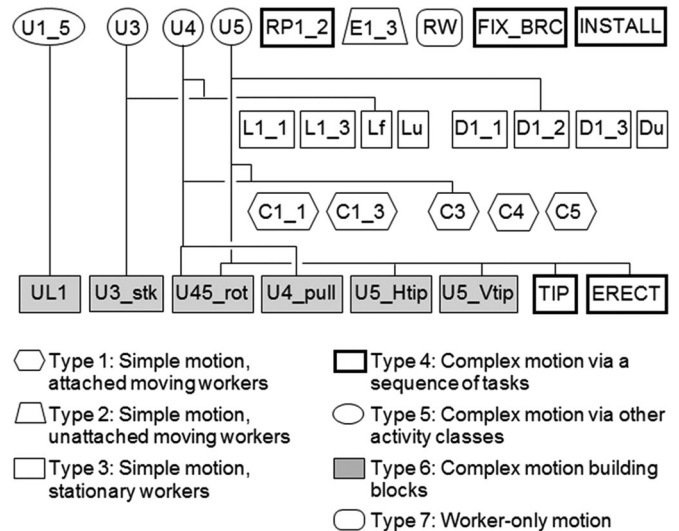 U1_5 U3 U4 U5 RP1_2 E1_3 RW FIX_BRC INSTALL
L1_1 L1_3 Lf Lu D1_1 D1_2 D1_3 Du
C1_1 C1_3 C3 C4 C5
UL1 U3_stk U45_rot U4_pull U5_Htip U5_Vtip TIP ERECT
Type 1: Simple motion,
attached moving workers
Type 2: Simple motion,
unattached moving workers
Type 3: Simple motion,
stationary workers
Type 4: Complex motion via a
sequence of tasks
Type 5: Complex motion via other
activity classes
Type 6: Complex motion building
blocks
Type 7: Worker-only motion